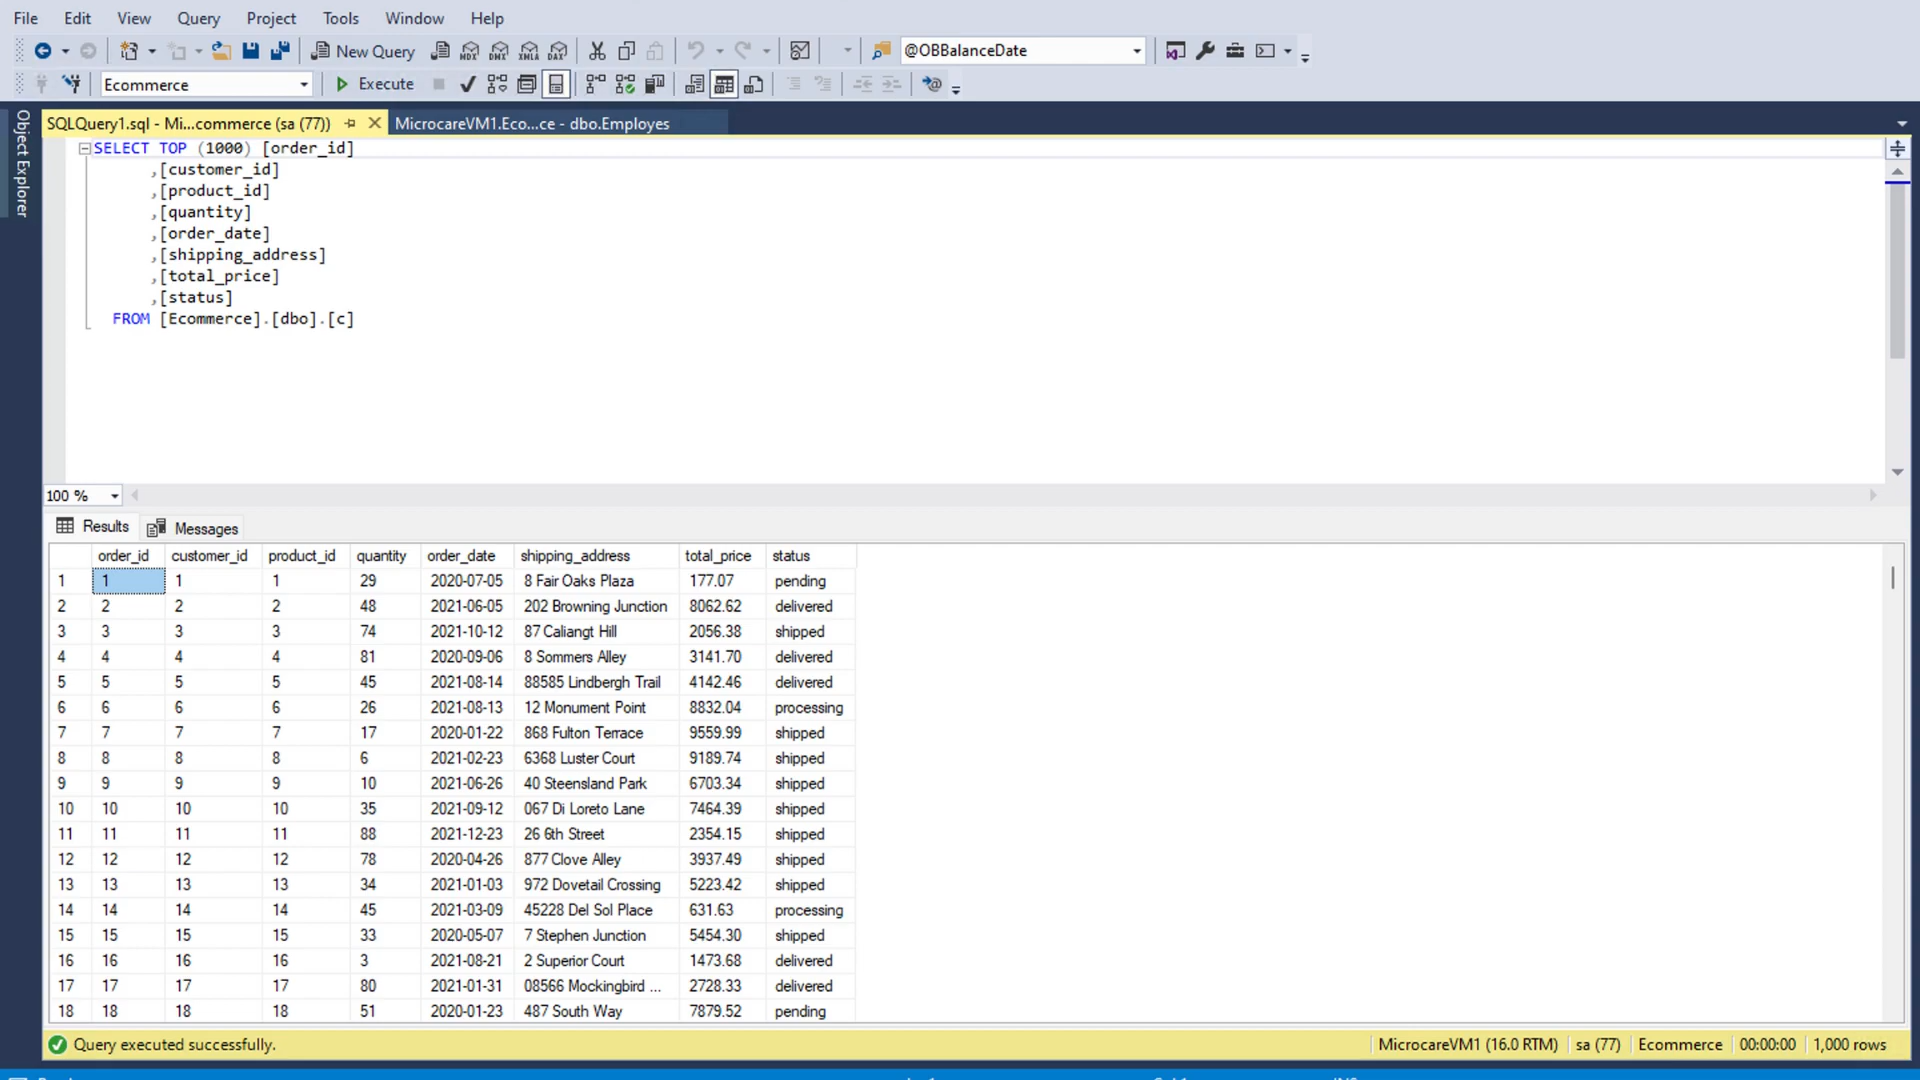 File Edit View Query Project Tools Window Help
New Query MDX DMX XMLA DAX @OBBalanceDate
Ecommerce Execute
Object Explorer
SQLQuery1.sql - Mi...commerce (sa (77)) MicrocareVM1.Eco...ce - dbo.Employes
SELECT TOP (1000) [order_id]
,[customer_id]
,[product_id]
,[quantity]
,[order_date]
,[shipping_address]
,[total_price]
,[status]
FROM [Ecommerce].[dbo].[c]
100 %
Results Messages
order_id customer_id product_id quantity order_date shipping_address total_price status
1 1 1 1 29 2020-07-05 8 Fair Oaks Plaza 177.07 pending
2 2 2 2 48 2021-06-05 202 Browning Junction 8062.62 delivered
3 3 3 3 74 2021-10-12 87 Caliangt Hill 2056.38 shipped
4 4 4 4 81 2020-09-06 8 Sommers Alley 3141.70 delivered
5 5 5 5 45 2021-08-14 88585 Lindbergh Trail 4142.46 delivered
6 6 6 6 26 2021-08-13 12 Monument Point 8832.04 processing
7 7 7 7 17 2020-01-22 868 Fulton Terrace 9559.99 shipped
8 8 8 8 6 2021-02-23 6368 Luster Court 9189.74 shipped
9 9 9 9 10 2021-06-26 40 Steensland Park 6703.34 shipped
10 10 10 10 35 2021-09-12 067 Di Loreto Lane 7464.39 shipped
11 11 11 11 88 2021-12-23 26 6th Street 2354.15 shipped
12 12 12 12 78 2020-04-26 877 Clove Alley 3937.49 shipped
13 13 13 13 34 2021-01-03 972 Dovetail Crossing 5223.42 shipped
14 14 14 14 45 2021-03-09 45228 Del Sol Place 631.63 processing
15 15 15 15 33 2020-05-07 7 Stephen Junction 5454.30 shipped
16 16 16 16 3 2021-08-21 2 Superior Court 1473.68 delivered
17 17 17 17 80 2021-01-31 08566 Mockingbird ... 2728.33 delivered
18 18 18 18 51 2020-01-23 487 South Way 7879.52 pending
Query executed successfully. MicrocareVM1 (16.0 RTM) sa (77) Ecommerce 00:00:00 1,000 rows